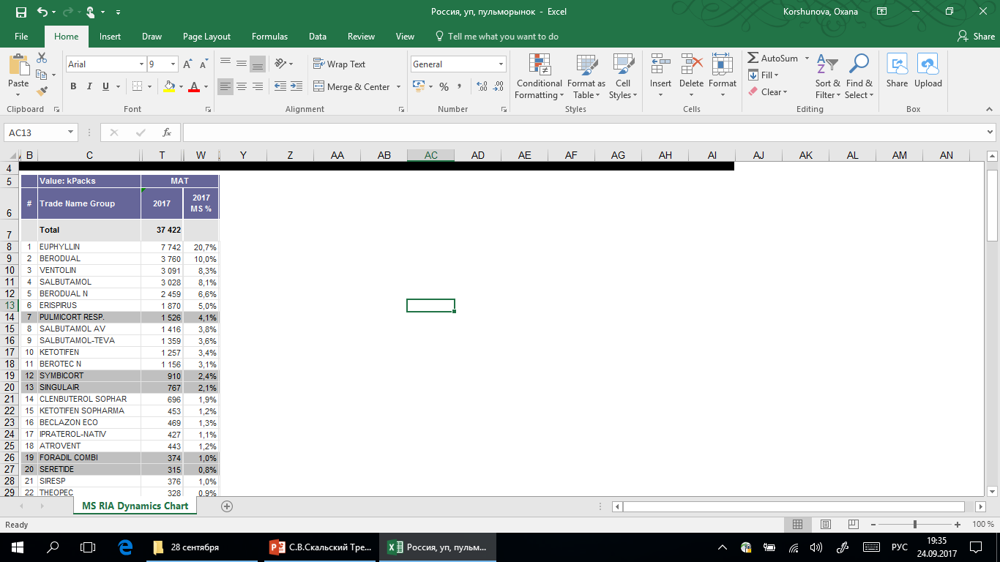 Россия, уп, пульморынок - Excel
Korshunova, Oxana
File Home Insert Draw Page Layout Formulas Data Review View Tell me what you want to do Share
Paste
Arial 9
B I U A
Wrap Text
Merge & Center
General
Conditional Formatting
Format as Table
Cell Styles
Insert Delete Format
AutoSum
Fill
Clear
Sort & Filter
Find & Select
Share Upload
Clipboard Font Alignment Number Styles Cells Editing Box
AC13 fx
B C T W Y Z AA AB AC AD AE AF AG AH AI AJ AK AL AM AN
4
5 Value: kPacks MAT
6 # Trade Name Group 2017 2017 MS %
7 Total 37 422
8 1 EUPHYLLIN 7 742 20,7%
9 2 BERODUAL 3 760 10,0%
10 3 VENTOLIN 3 091 8,3%
11 4 SALBUTAMOL 3 028 8,1%
12 5 BERODUAL N 2 459 6,6%
13 6 ERISPIRUS 1 870 5,0%
14 7 PULMICORT RESP. 1 526 4,1%
15 8 SALBUTAMOL AV 1 416 3,8%
16 9 SALBUTAMOL-TEVA 1 359 3,6%
17 10 KETOTIFEN 1 257 3,4%
18 11 BEROTEC N 1 156 3,1%
19 12 SYMBICORT 910 2,4%
20 13 SINGULAIR 767 2,1%
21 14 CLENBUTEROL SOPHAR 696 1,9%
22 15 KETOTIFEN SOPHARMA 453 1,2%
23 16 BECLAZON ECO 469 1,3%
24 17 IPRATEROL-NATIV 427 1,1%
25 18 ATROVENT 443 1,2%
26 19 FORADIL COMBI 374 1,0%
27 20 SERETIDE 315 0,8%
28 21 SIRESP 376 1,0%
29 22 THEOPEC 328 0,9%
MS RIA Dynamics Chart
Ready 100 %
28 сентября
С.В.Скальский Тре...
Россия, уп, пульм...
РУС
19:35
24.09.2017